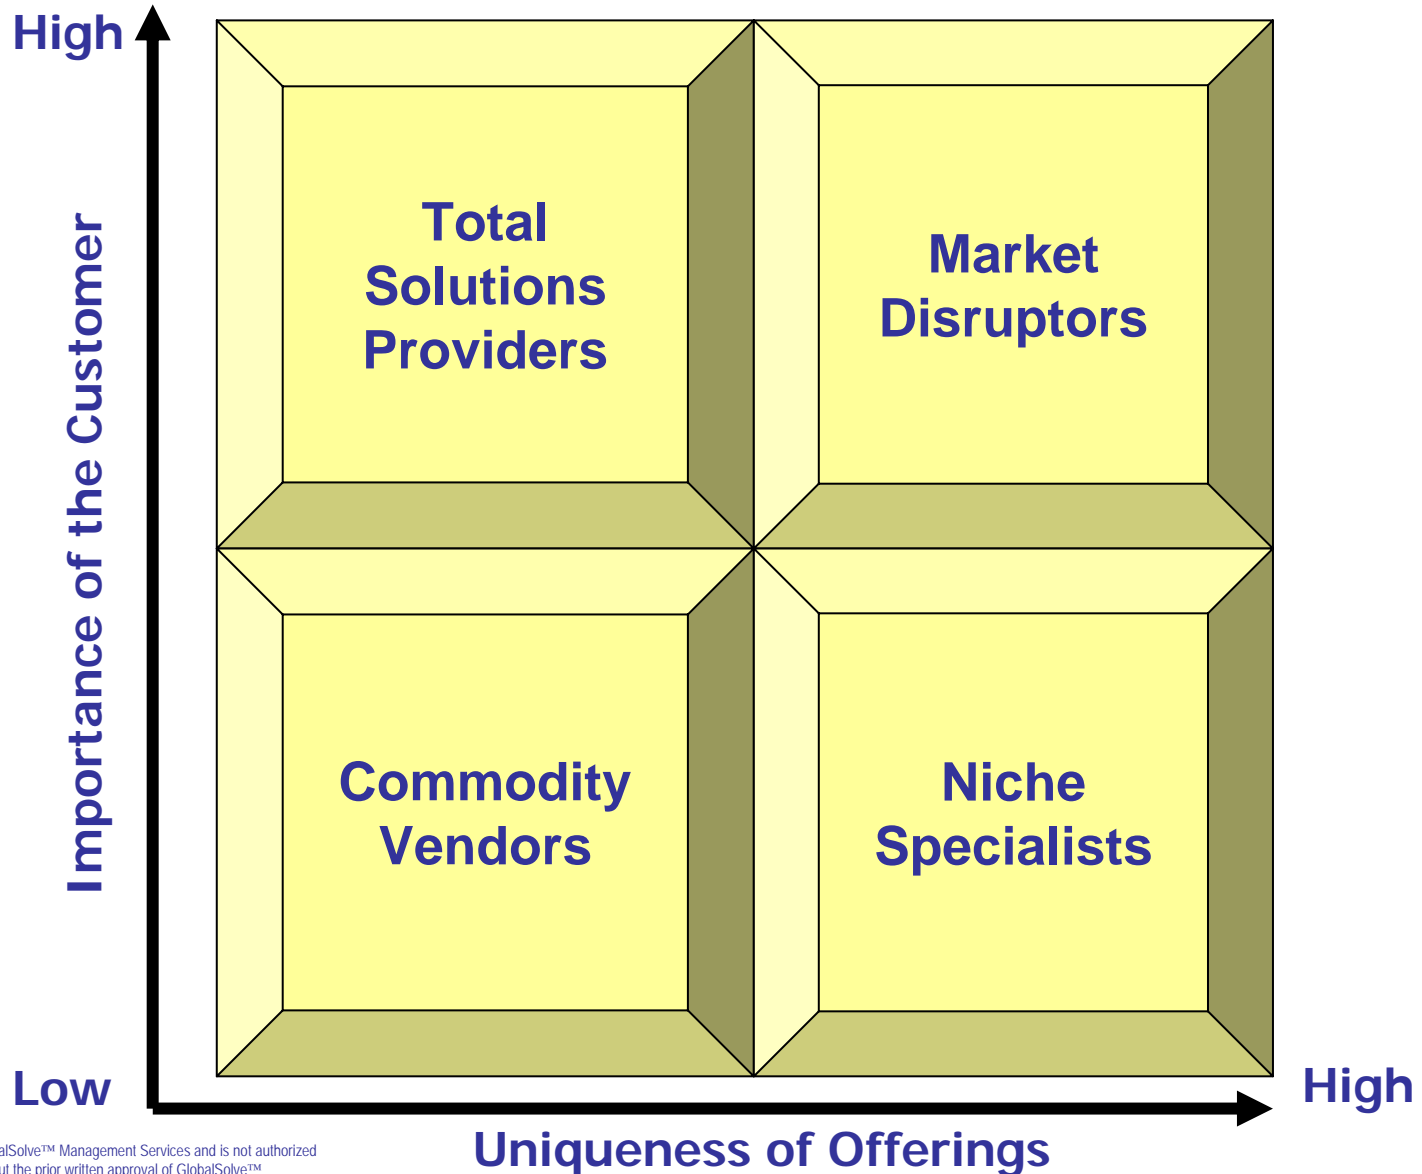 High
Total
Solutions
Providers
Market
Disruptors
Importance of the Customer
Commodity
Vendors
Niche
Specialists
Low
High
Uniqueness of Offerings
Management Services and is not authorized
the prior written approval of GlobalSolve™